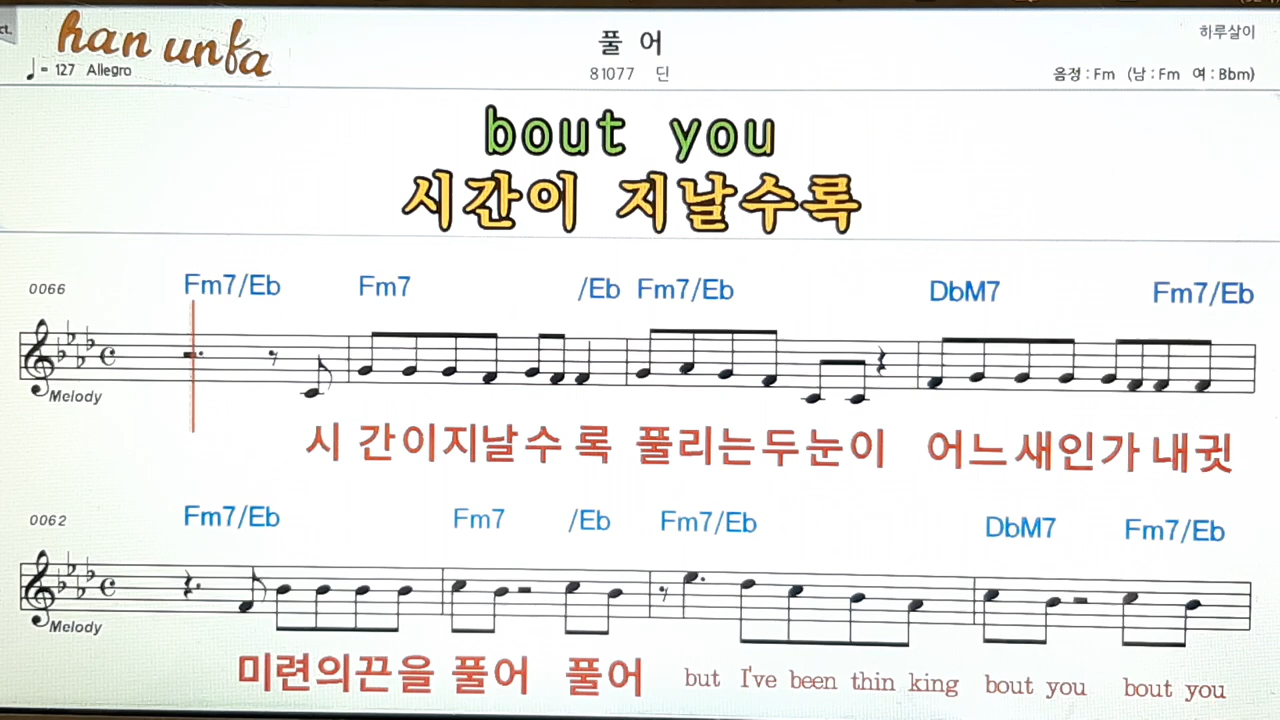 ct.
han unfa
♩= 127 Allegro
풀 어
81077 딘
히루살이
음정 : Fm (남 : Fm 여 : Bbm)
bout you
시간이 지날수록
0066
Fm7/Eb Fm7 /Eb Fm7/Eb DbM7 Fm7/Eb
Melody
시 간이지날수 록 풀리는두눈이 어느새인가 내귓
0062
Fm7/Eb Fm7 /Eb Fm7/Eb DbM7 Fm7/Eb
Melody
미련의끈을 풀어 풀어 but I've been thin king bout you bout you